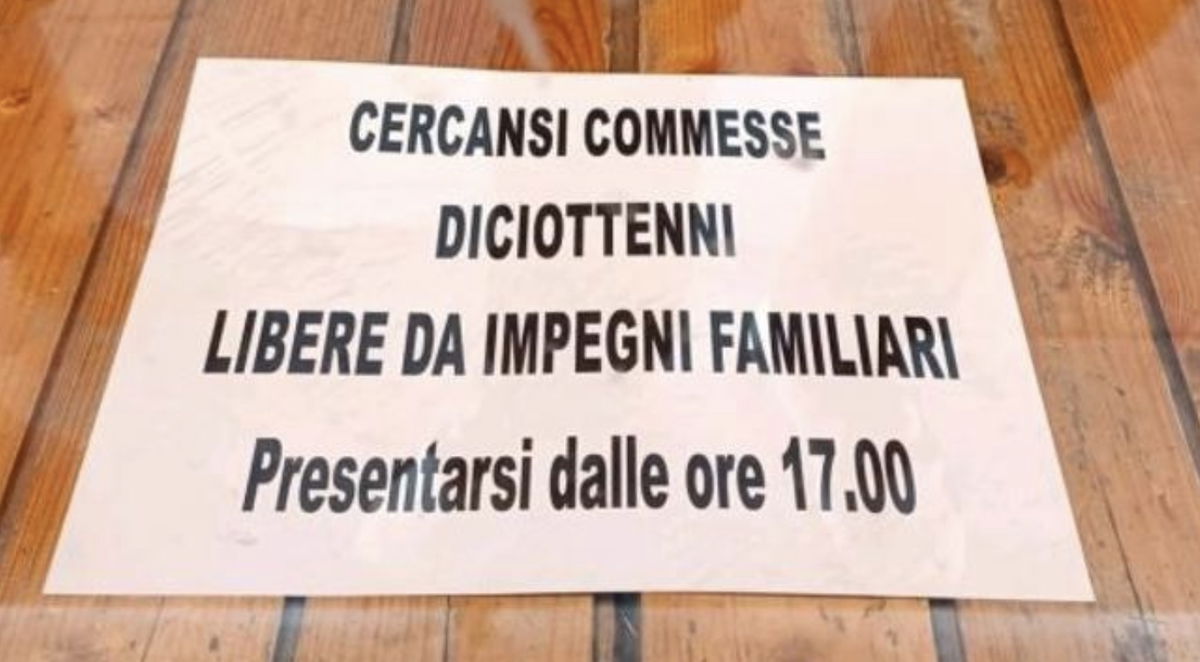 CERCANSI COMMESSE
DICIOTTENNI
LIBERE DA IMPEGNI FAMILIARI
Presentarsi dalle ore 17.00